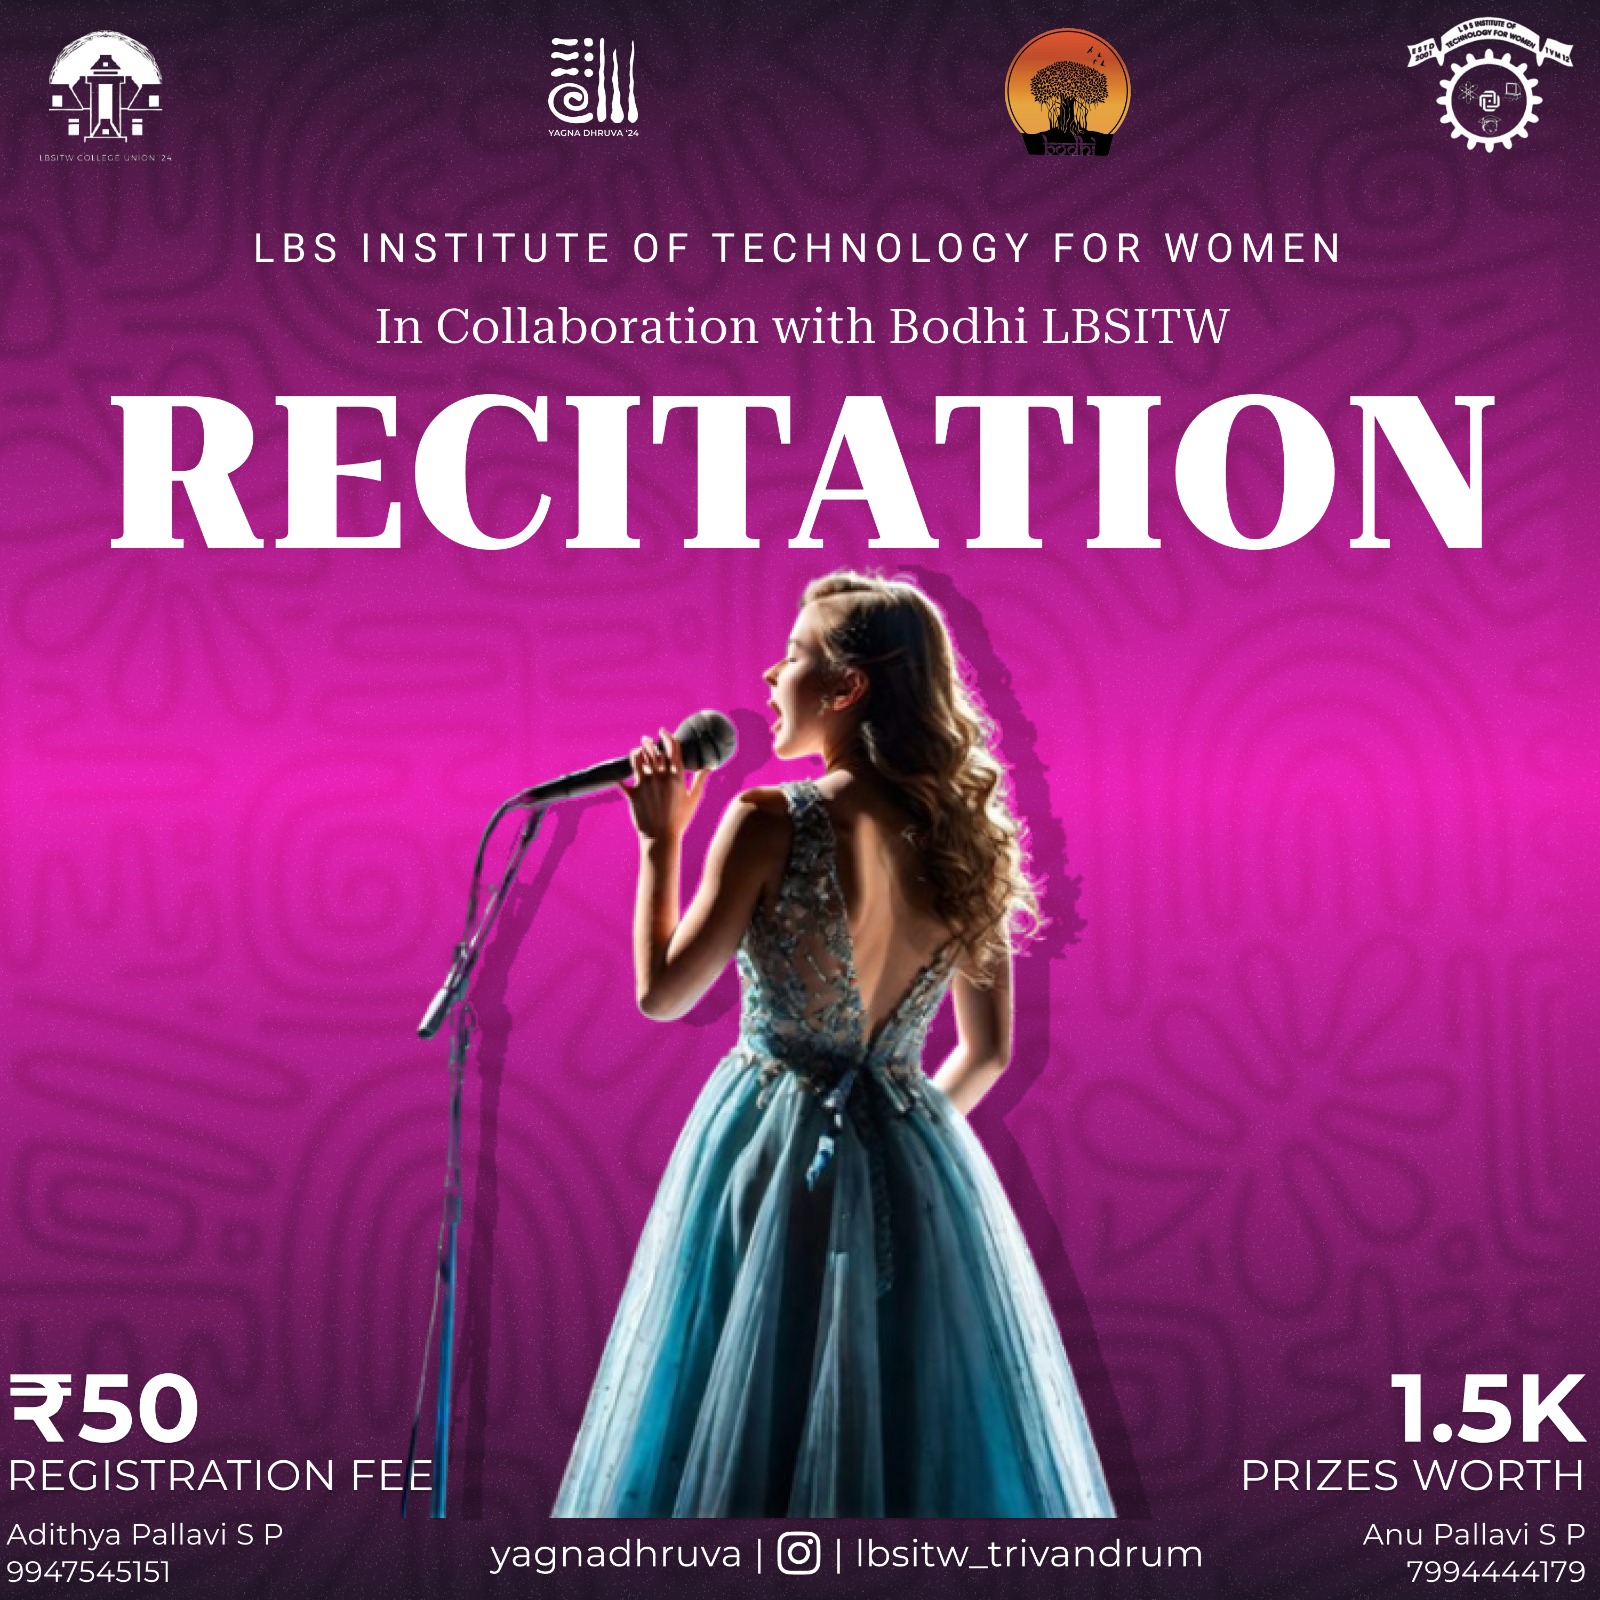 LBSITW COLLEGE UNION '24
YAGNA DHRUVA '24
bodhi
L B S INSTITUTE OF
TECHNOLOGY FOR WOMEN
ESTD
2001
TVM 12
LBS INSTITUTE OF TECHNOLOGY FOR WOMEN
In Collaboration with Bodhi LBSITW
RECITATION
₹50
REGISTRATION FEE
1.5K
PRIZES WORTH
Adithya Pallavi S P
9947545151
yagnadhruva | | lbsitw_trivandrum
Anu Pallavi S P
7994444179